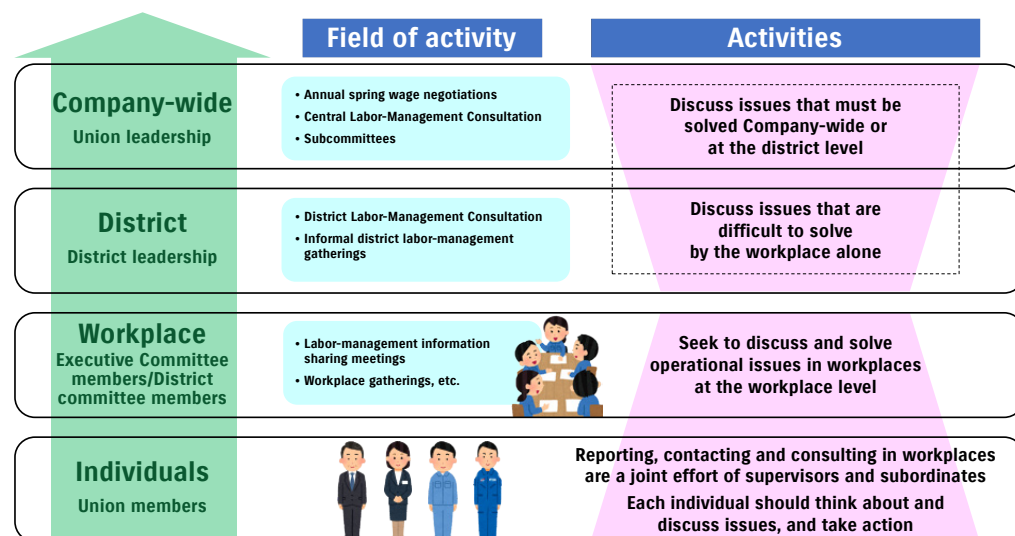 Field of activity
Activities
Company-wide
Union leadership
• Annual spring wage negotiations
• Central Labor-Management Consultation
• Subcommittees
Discuss issues that must be
solved Company-wide or
at the district level
District
District leadership
• District Labor-Management Consultation
• Informal district labor-management
gatherings
Discuss issues that are
difficult to solve
by the workplace alone
Workplace
Executive Committee
members/District
committee members
• Labor-management information
sharing meetings
• Workplace gatherings, etc.
Seek to discuss and solve
operational issues in workplaces
at the workplace level
Individuals
Union members
Reporting, contacting and consulting in workplaces
are a joint effort of supervisors and subordinates
Each individual should think about and
discuss issues, and take action